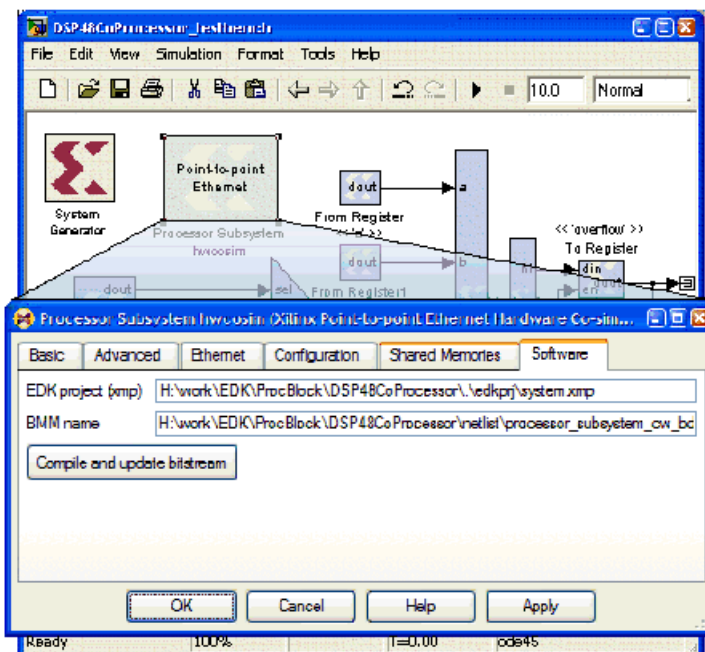 DSP48CoProcessor_testbench
File Edit View Simulation Format Tools Help
10.0 Normal
Point-to-point
Ethernet
System
Generator
Processor Subsystem
hwcosim
dout
From Register
<< 'a' >>
a
dout
b
From Register1
dout
sel
<< 'overflow' >>
To Register
din
dout
en
Processor Subsystem hwcosim (Xilinx Point-to-point Ethernet Hardware Co-sim...
Basic Advanced Ethernet Configuration Shared Memories Software
EDK project (xmp) H:\work\EDK\ProcBlock\DSP48CoProcessor\.\edkprj\system.xmp
BMM name H:\work\EDK\ProcBlock\DSP48CoProcessor\netlist\processor_subsystem_cw_bd
Compile and update bitstream
OK Cancel Help Apply
Ready 100% T=0.00 ode45